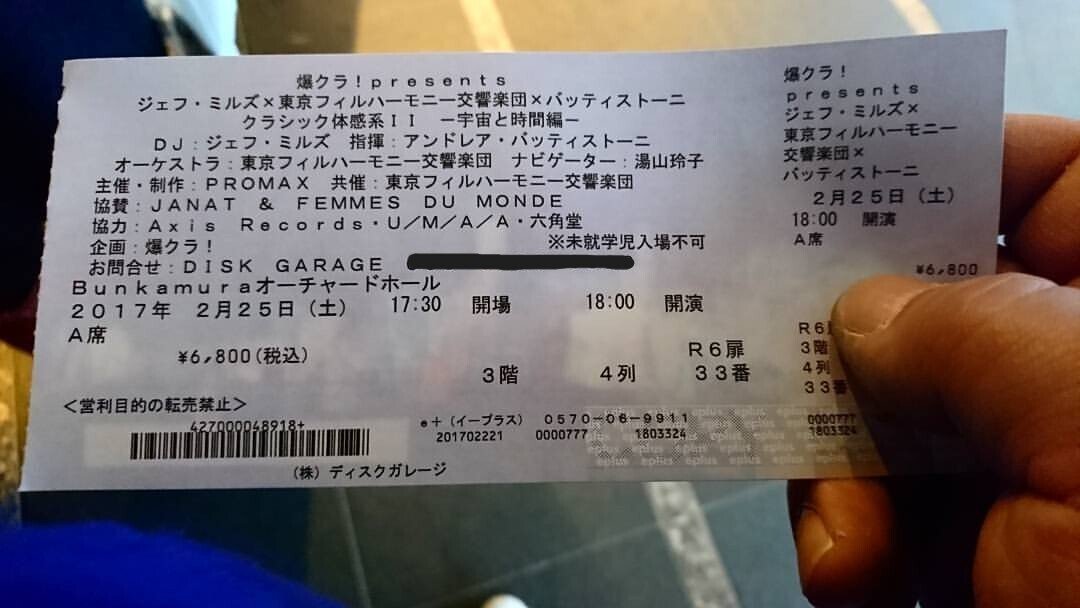 爆クラ！presents
ジェフ・ミルズ×東京フィルハーモニー交響楽団×バッティストーニ
クラシック体感系II －宇宙と時間編－
DJ：ジェフ・ミルズ 指揮：アンドレア・バッティストーニ
オーケストラ：東京フィルハーモニー交響楽団 ナビゲーター：湯山玲子
主催・制作：PROMAX 共催：東京フィルハーモニー交響楽団
協賛：JANAT & FEMMES DU MONDE
協力：Axis Records・U/M/A/A・六角堂
企画：爆クラ！ ※未就学児入場不可
お問合せ：DISK GARAGE
Bunkamuraオーチャードホール
2017年 2月25日（土） 17:30 開場 18:00 開演
A席
¥6,800(税込)
R6扉
3階 4列 33番
＜営利目的の転売禁止＞
427000048918+
e＋（イープラス） 0570-06-9911
201702221 0000777 1803324
（株）ディスクガレージ
爆クラ！
presents
ジェフ・ミルズ×
東京フィルハーモニー
交響楽団×
バッティストーニ
2月25日（土）
18:00 開演
A席
¥6,800
R6
3階
4列
33番
0000777
1803324
eplus eplus eplus eplus